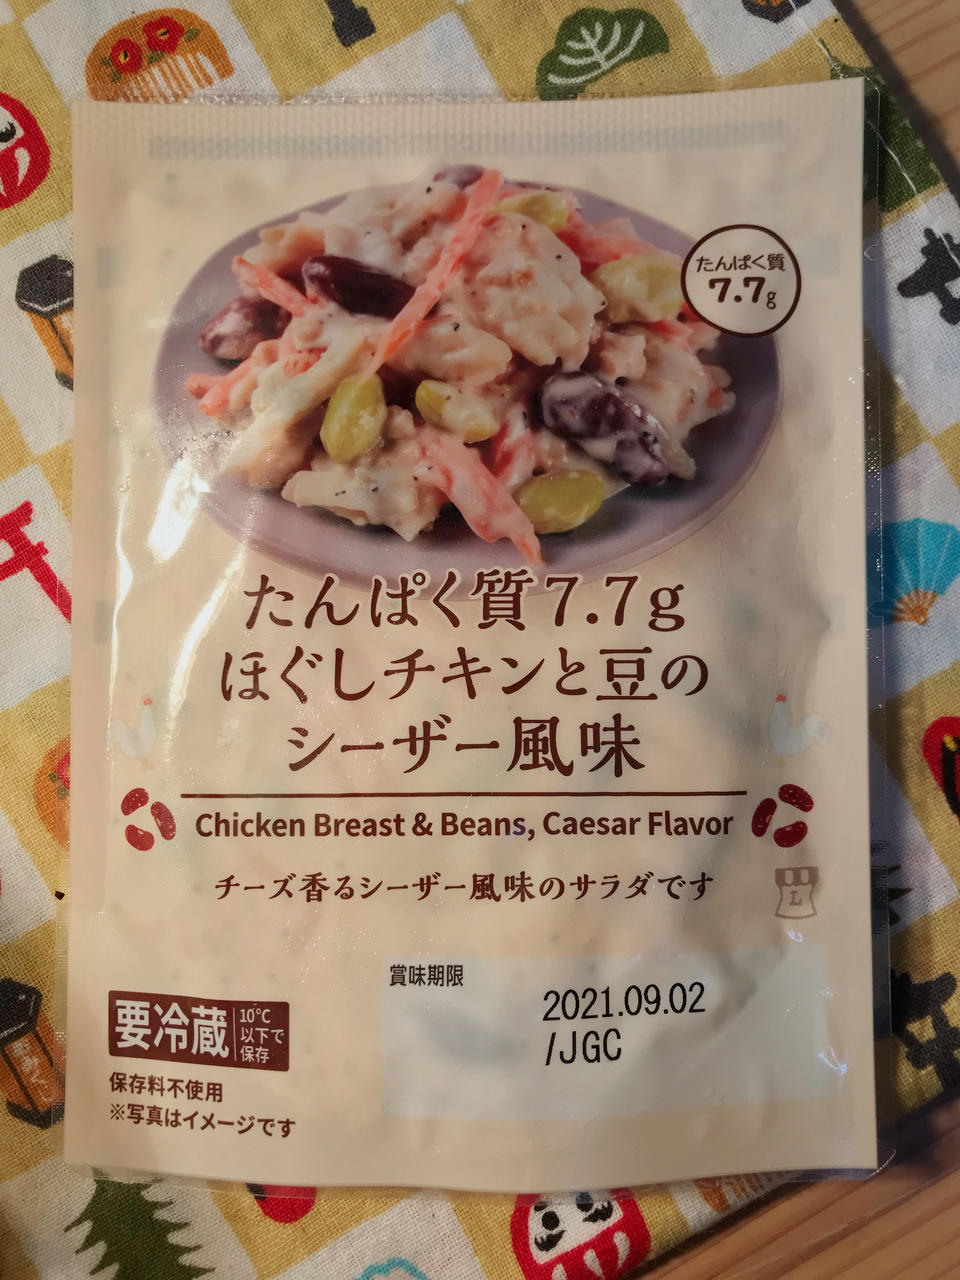 たんぱく質
7.7g
たんぱく質7.7g
ほぐしチキンと豆の
シーザー風味
Chicken Breast & Beans, Caesar Flavor
チーズ香るシーザー風味のサラダです
L
賞味期限
2021.09.02
/JGC
要冷蔵
10℃
以下で
保存
保存料不使用
※写真はイメージです